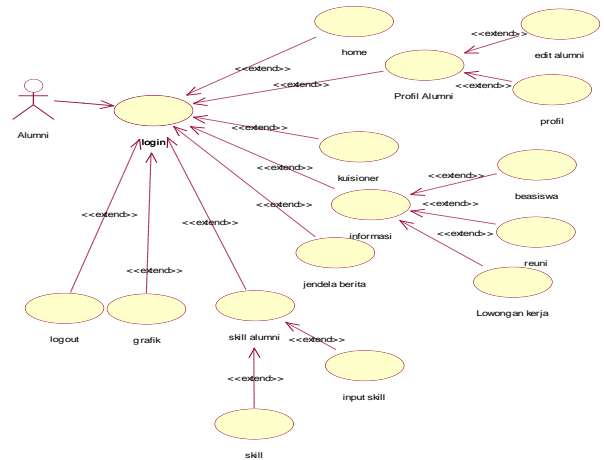 <<extend>>
home
<<extend>>
edit alumni
<<extend>>
Profil Alumni
<<extend>>
profil
<<extend>>
Alumni
login
<<extend>>
kuisioner
<<extend>>
<<extend>>
beasiswa
<<extend>>
<<extend>>
<<extend>>
informasi
<<extend>>
reuni
<<extend>>
<<extend>>
jendela berita
Lowongan kerja
logout
grafik
skill alumni
<<extend>>
input skill
<<extend>>
skill